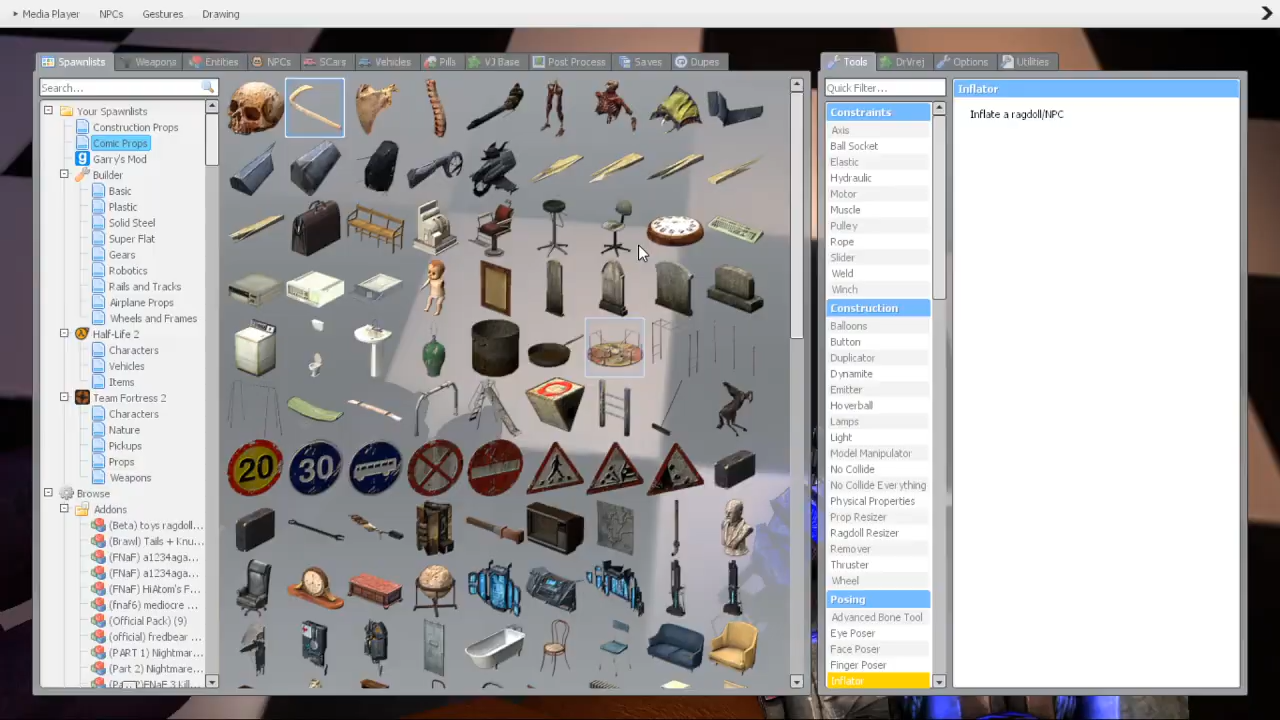 Media Player NPCs Gestures Drawing
Spawnlists Weapons Entities NPCs SCars Vehicles Pills VJ Base Post Process Saves Dupes
Search...
Your Spawnlists
Construction Props
Comic Props
Garry's Mod
Builder
Basic
Plastic
Solid Steel
Super Flat
Gears
Robotics
Rails and Tracks
Airplane Props
Wheels and Frames
Half-Life 2
Characters
Vehicles
Items
Team Fortress 2
Characters
Nature
Pickups
Props
Weapons
Browse
Addons
(Beta) toys ragdoll...
(Brawl) Tails + Knu...
(FNaF) a1234aga...
(FNaF) a1234aga...
(FNaF) HiAtom's F...
(fnaf6) mediocre ...
(Official Pack) (9)
(official) fredbear ...
(PART 1) Nightmar...
(Part 2) Nightmare...
20 30
Tools DrVrej Options Utilities
Quick Filter...
Constraints
Axis
Ball Socket
Elastic
Hydraulic
Motor
Muscle
Pulley
Rope
Slider
Weld
Winch
Construction
Balloons
Button
Duplicator
Dynamite
Emitter
Hoverball
Lamps
Light
Model Manipulator
No Collide
No Collide Everything
Physical Properties
Prop Resizer
Ragdoll Resizer
Remover
Thruster
Wheel
Posing
Advanced Bone Tool
Eye Poser
Face Poser
Finger Poser
Inflator
Inflator
Inflate a ragdoll/NPC